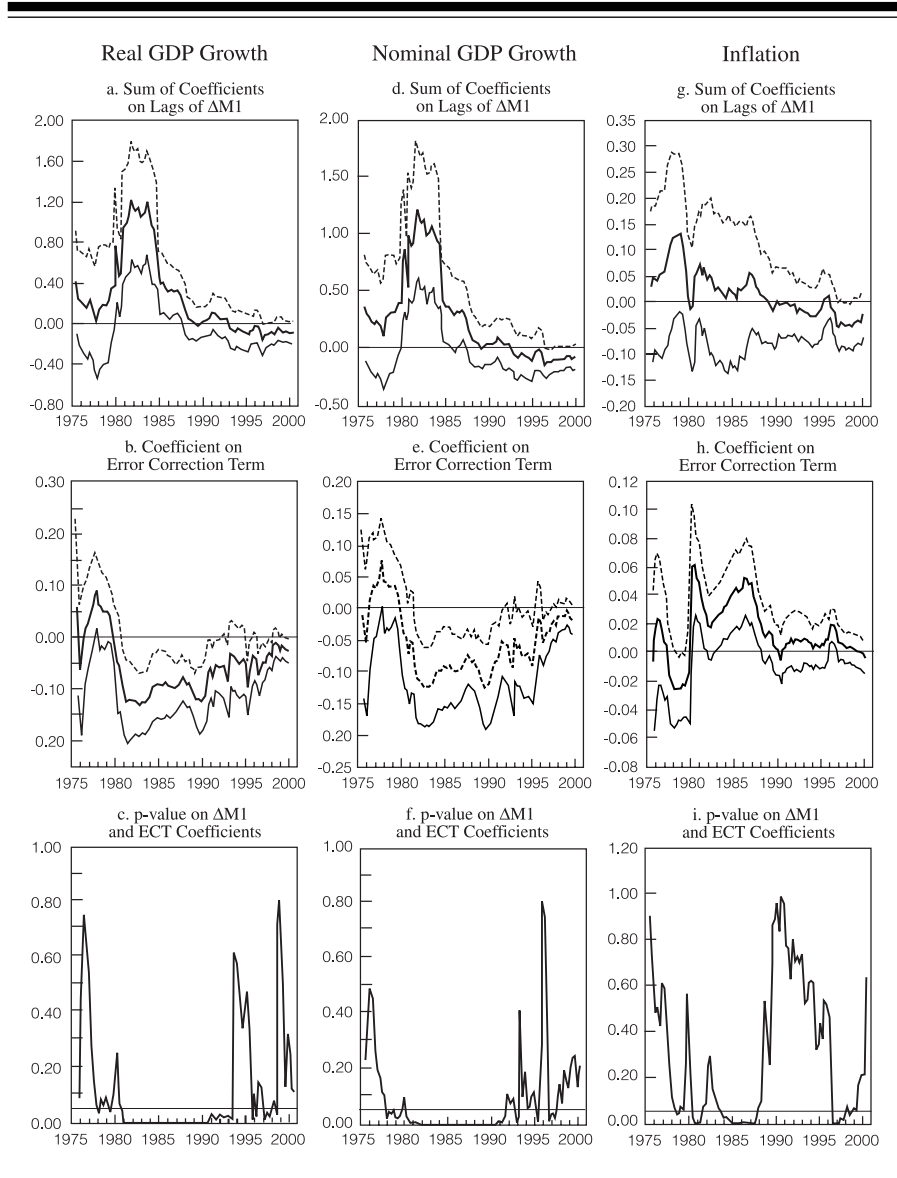 Real GDP Growth
Nominal GDP Growth
Inflation
a. Sum of Coefficients
on Lags of ΔM1
2.00
1.60
1.20
0.80
0.40
0.00
-0.40
-0.80
1975 1980 1985 1990 1995 2000
d. Sum of Coefficients
on Lags of ΔM1
2.00
1.50
1.00
0.50
0.00
-0.50
1975 1980 1985 1990 1995 2000
g. Sum of Coefficients
on Lags of ΔM1
0.35
0.30
0.25
0.20
0.15
0.10
0.05
0.00
-0.05
-0.10
-0.15
-0.20
1975 1980 1985 1990 1995 2000
b. Coefficient on
Error Correction Term
0.30
0.20
0.10
0.00
-0.10
0.20
1975 1980 1985 1990 1995 2000
e. Coefficient on
Error Correction Term
0.20
0.15
0.10
0.05
0.00
-0.05
-0.10
-0.15
-0.20
-0.25
1975 1980 1985 1990 1995 2000
h. Coefficient on
Error Correction Term
0.12
0.10
0.08
0.06
0.04
0.02
0.00
-0.02
-0.04
-0.06
-0.08
1975 1980 1985 1990 1995 2000
c. p-value on ΔM1
and ECT Coefficients
1.00
0.80
0.60
0.40
0.20
0.00
1975 1980 1985 1990 1995 2000
f. p-value on ΔM1
and ECT Coefficients
1.00
0.80
0.60
0.40
0.20
0.00
1975 1980 1985 1990 1995 2000
i. p-value on ΔM1
and ECT Coefficients
1.20
1.00
0.80
0.60
0.40
0.20
0.00
1975 1980 1985 1990 1995 2000